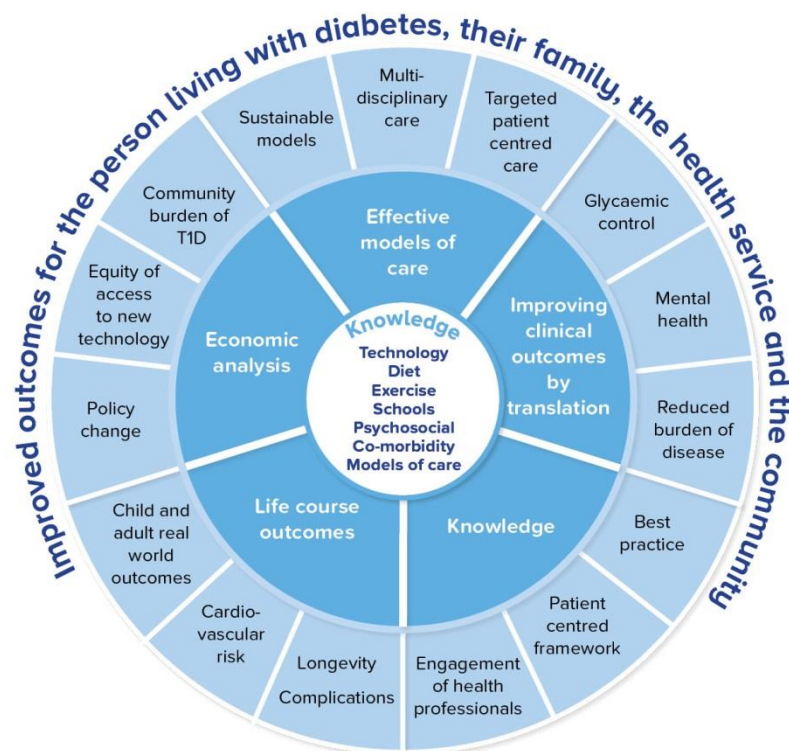 Improved outcomes for the person living with diabetes, their family, the health service and the community
Sustainable
models
Multi-
disciplinary
care
Targeted
patient
centred
care
Glycaemic
control
Mental
health
Reduced
burden of
disease
Best
practice
Patient
centred
framework
Engagement
of health
professionals
Longevity
Complications
Cardio-
vascular
risk
Child and
adult real
world
outcomes
Policy
change
Equity of
access
to new
technology
Community
burden of
T1D
Effective
models of
care
Improving
clinical
outcomes
by
translation
Knowledge
Life course
outcomes
Economic
analysis
Knowledge
Technology
Diet
Exercise
Schools
Psychosocial
Co-morbidity
Models of care